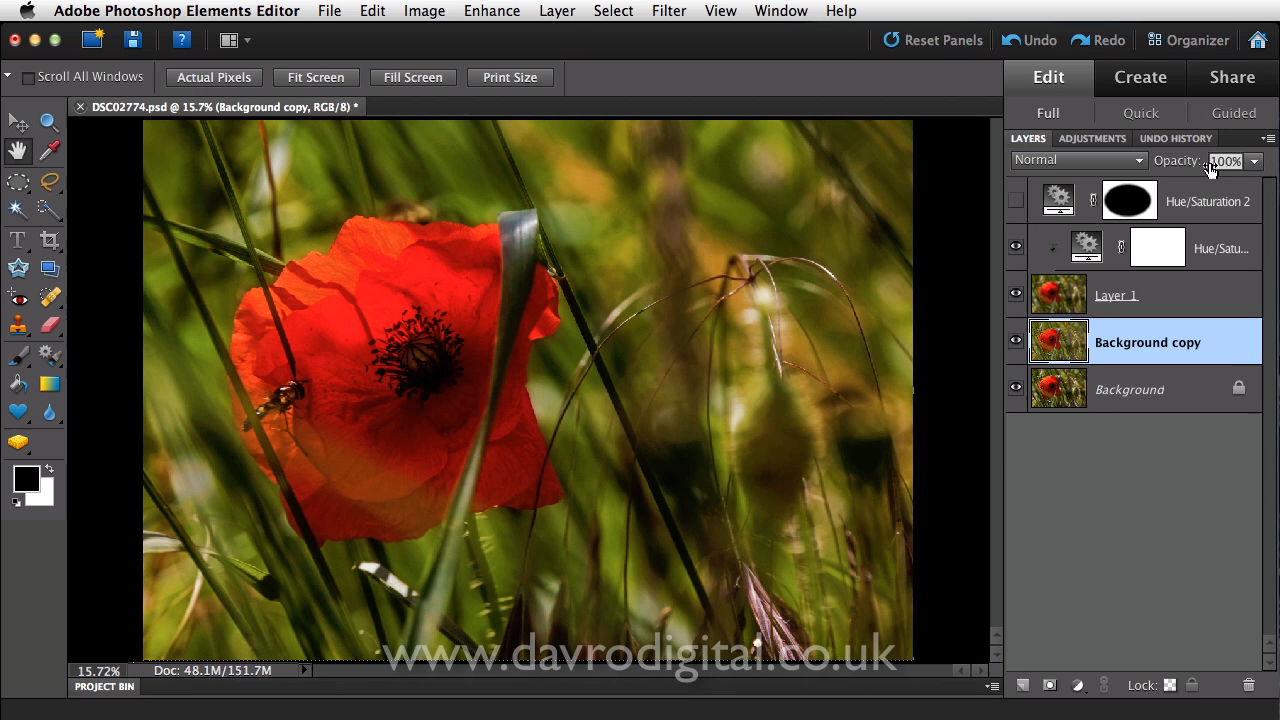 Adobe Photoshop Elements Editor File Edit Image Enhance Layer Select Filter View Window Help
? Reset Panels Undo Redo Organizer
Scroll All Windows Actual Pixels Fit Screen Fill Screen Print Size
Edit Create Share
Full Quick Guided
DSC02774.psd @ 15.7% (Background copy, RGB/8) *
LAYERS ADJUSTMENTS UNDO HISTORY
Normal Opacity: 100%
Hue/Saturation 2
Hue/Satu...
Layer 1
Background copy
Background
T
www.davrodigital.co.uk
15.72% Doc: 48.1M/151.7M
PROJECT BIN
Lock: